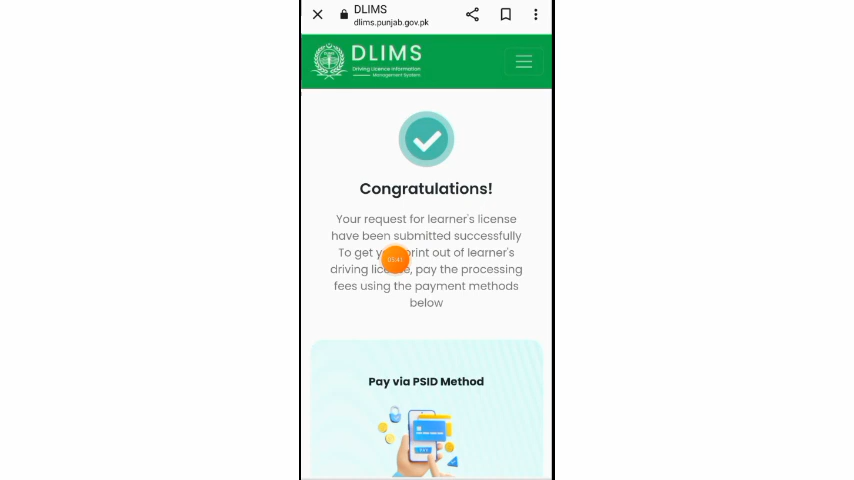 DLIMS
dlims.punjab.gov.pk
DLIMS
Driving Licence Information
Management System
Congratulations!
Your request for learner's license
have been submitted successfully
To get y print out of learner's
driving lice e, pay the processing
fees using the payment methods
below
Pay via PSID Method
PAY